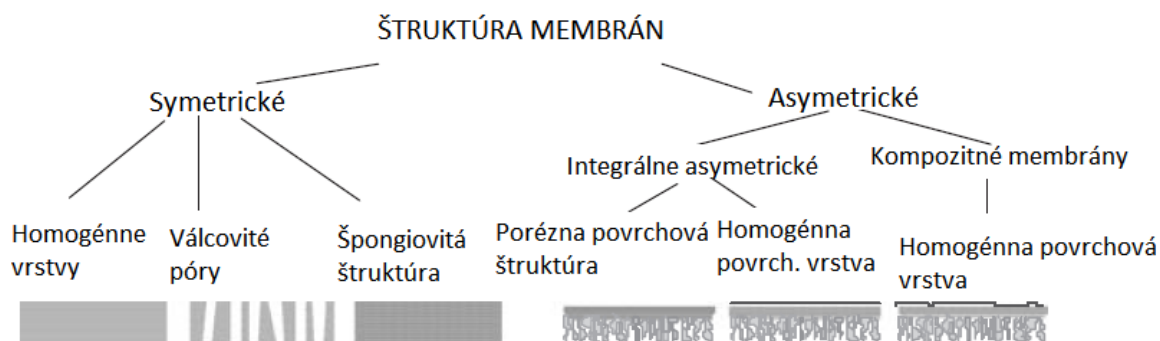 ŠTRUKTÚRA MEMBRÁN
Symetrické
Asymetrické
Integrálne asymetrické
Kompozitné membrány
Homogénne
vrstvy
Válcovité
póry
Špongiovitá
štruktúra
Porézna povrchová
štruktúra
Homogénna
povrch. vrstva
Homogénna povrchová
vrstva